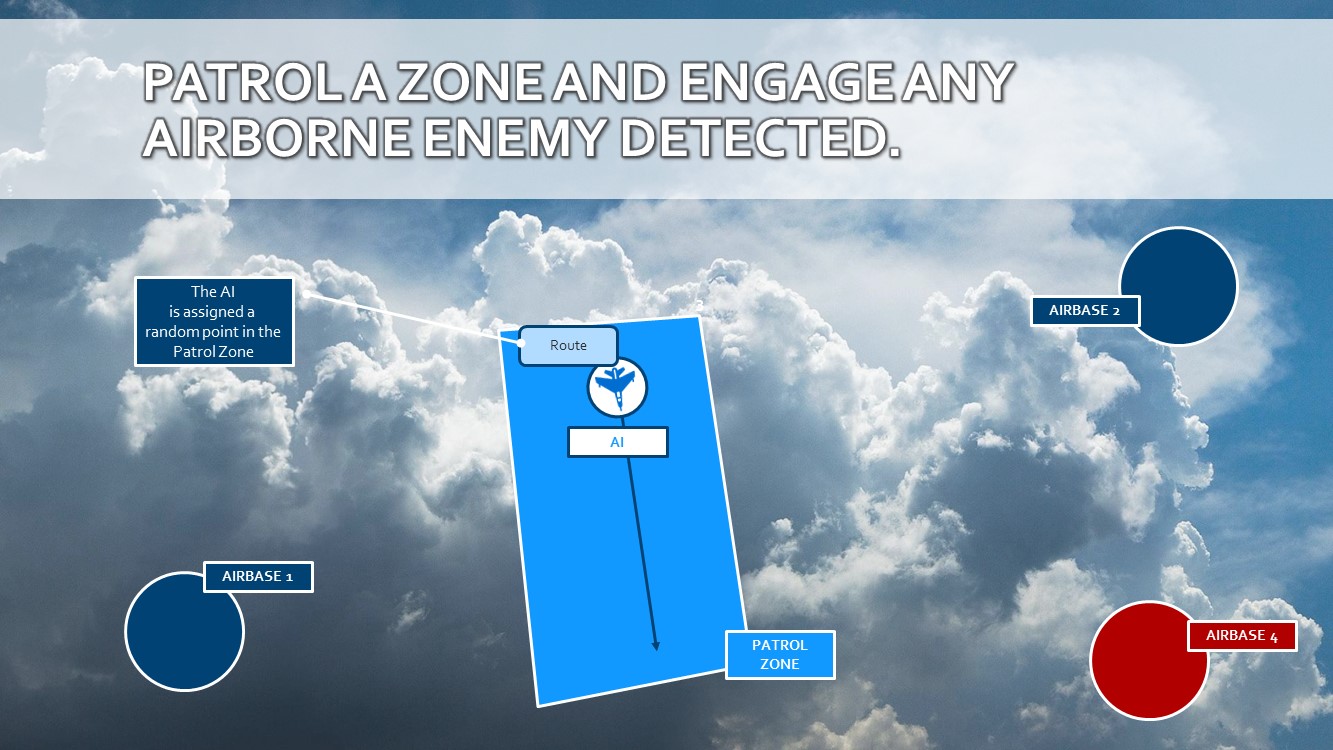 PATROL A ZONE AND ENGAGE ANY
AIRBORNE ENEMY DETECTED.
The AI
is assigned a
random point in the
Patrol Zone
Route
AI
AIRBASE 2
AIRBASE 1
PATROL
ZONE
AIRBASE 4